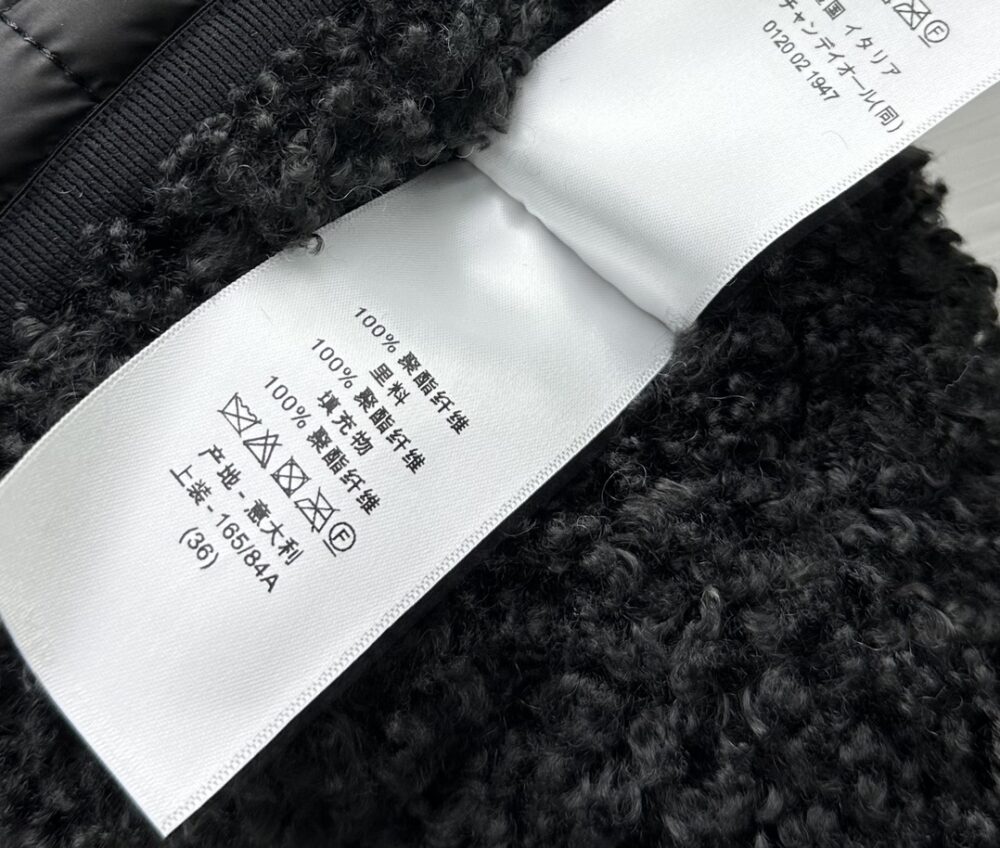 イタリア
チャンデイオール(同)
0120 02 1947
100% 聚酯纤维
里料
100% 聚酯纤维
填充物
100% 聚酯纤维
F
产地 - 意大利
上装 - 165/84A
(36)